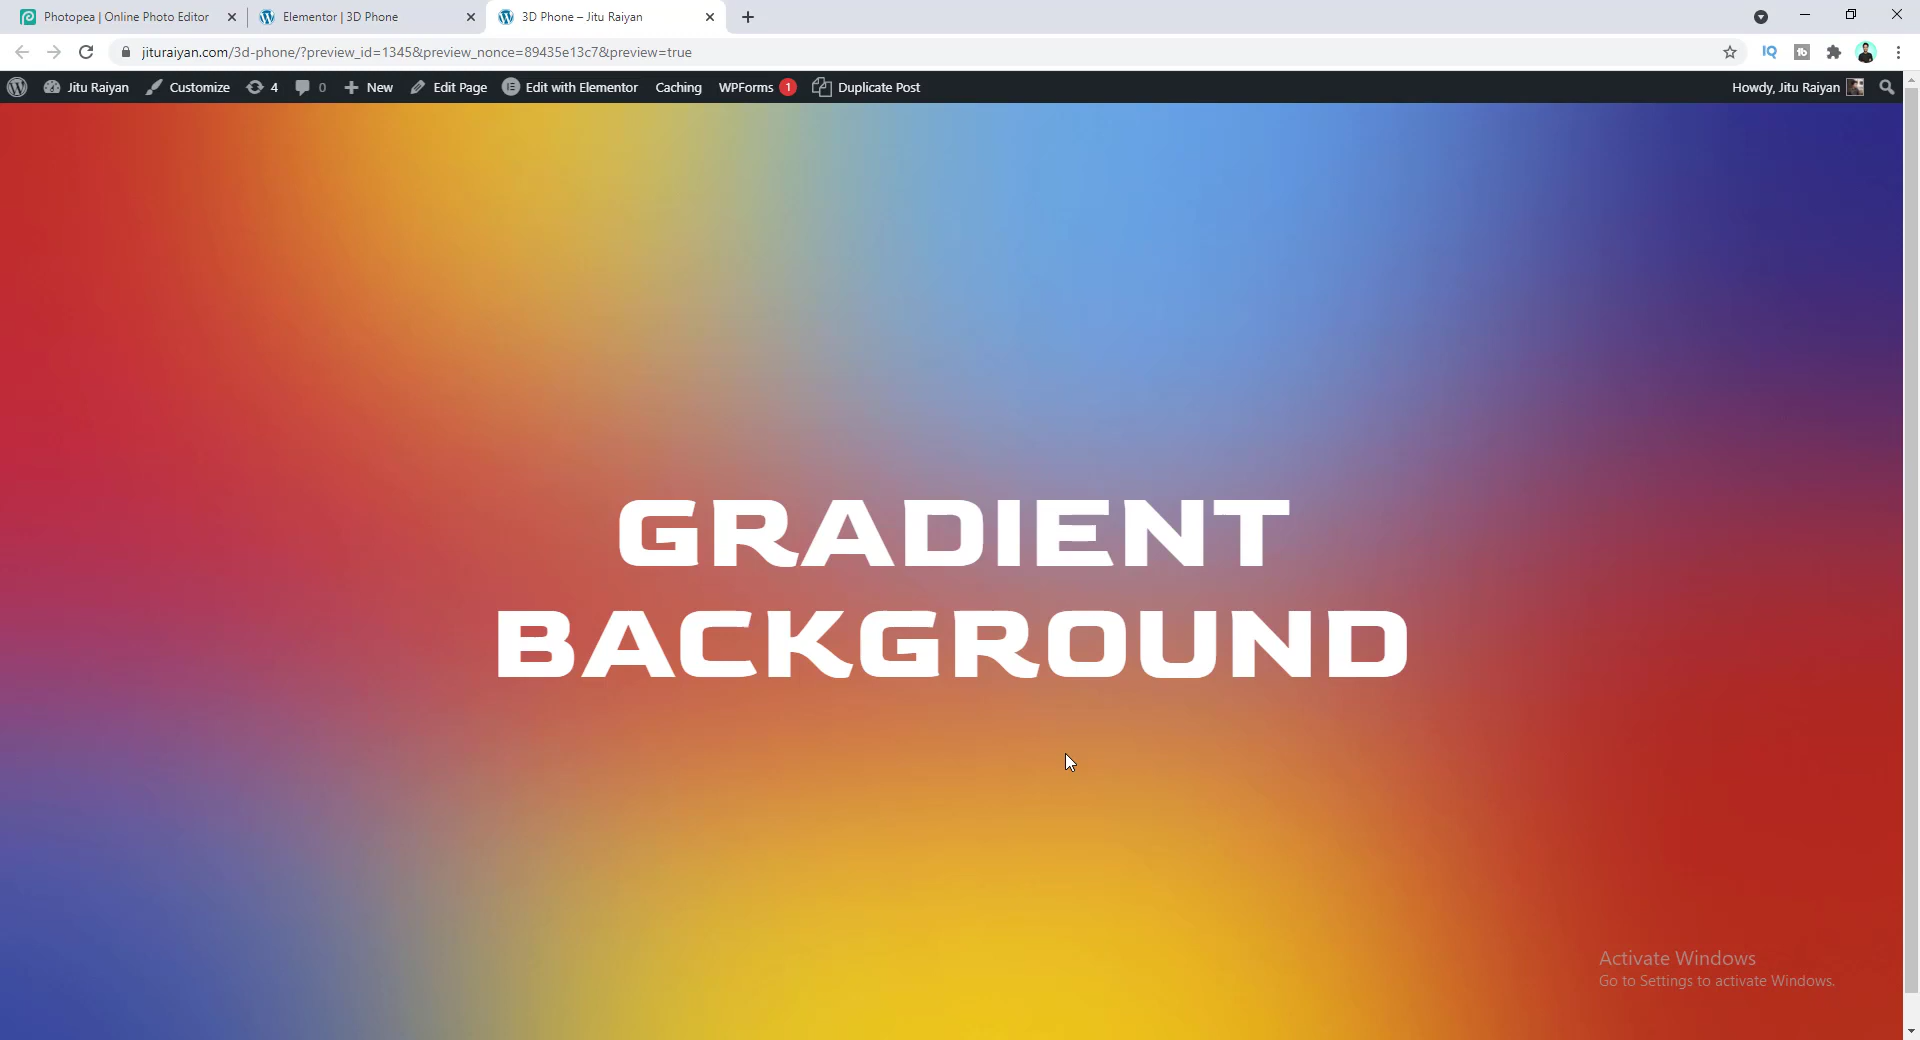 Photopea | Online Photo Editor
Elementor | 3D Phone
3D Phone – Jitu Raiyan
jituraiyan.com/3d-phone/?preview_id=1345&preview_nonce=89435e13c7&preview=true
IQ
Jitu Raiyan Customize 4 0 New Edit Page Edit with Elementor Caching WPForms 1 Duplicate Post Howdy, Jitu Raiyan
GRADIENT
BACKGROUND
Activate Windows
Go to Settings to activate Windows.